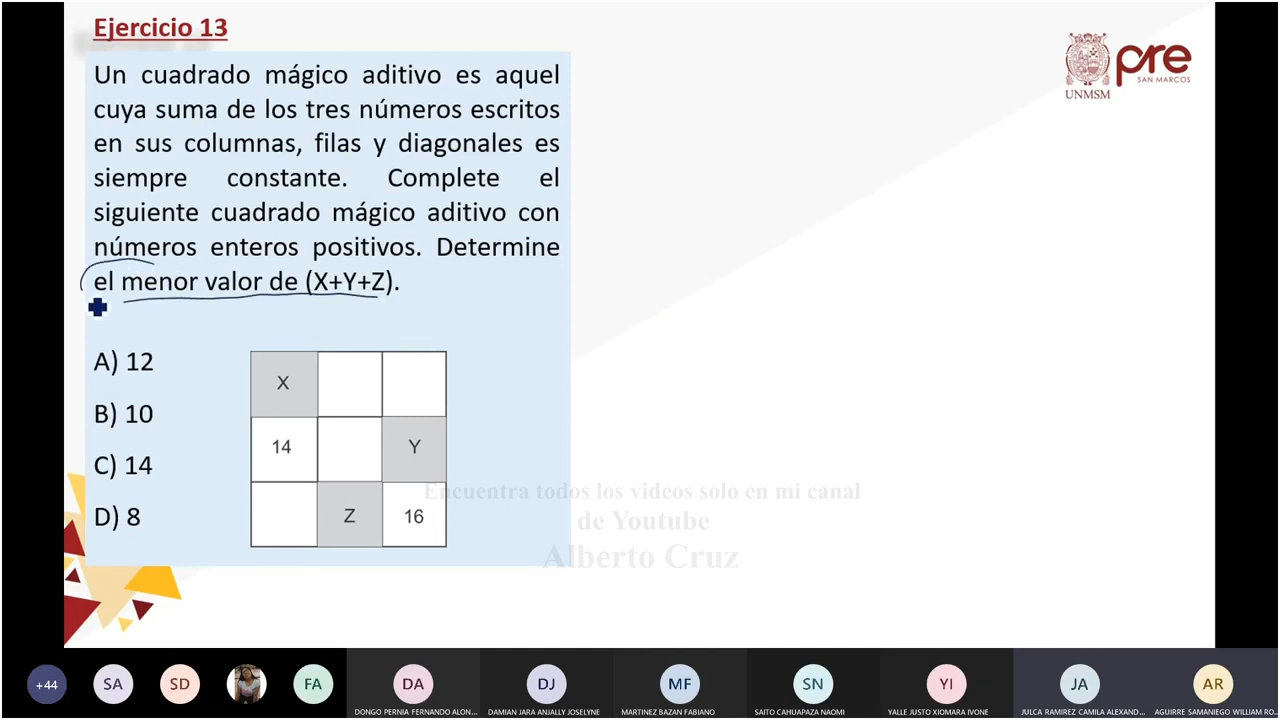 Ejercicio 13
Un cuadrado mágico aditivo es aquel
cuya suma de los tres números escritos
en sus columnas, filas y diagonales es
siempre constante. Complete el
siguiente cuadrado mágico aditivo con
números enteros positivos. Determine
el menor valor de (X+Y+Z).
A) 12
B) 10
C) 14
D) 8
X
14 Y
Z 16
pre
SAN MARCOS
UNMSM
Encuentra todos los videos solo en mi canal
de Youtube
Alberto Cruz
+44 SA SD FA DA DJ MF SN YI JA AR
DONGO PERNIA FERNANDO ALON... DAMIAN JARA ANJALLY JOSELYNE MARTINEZ BAZAN FABIANO SAITO CAHUAPAZA NAOMI YALLE JUSTO XIOMARA IVONE JULCA RAMIREZ CAMILA ALEXAND... AGUIRRE SAMANIEGO WILLIAM RO...